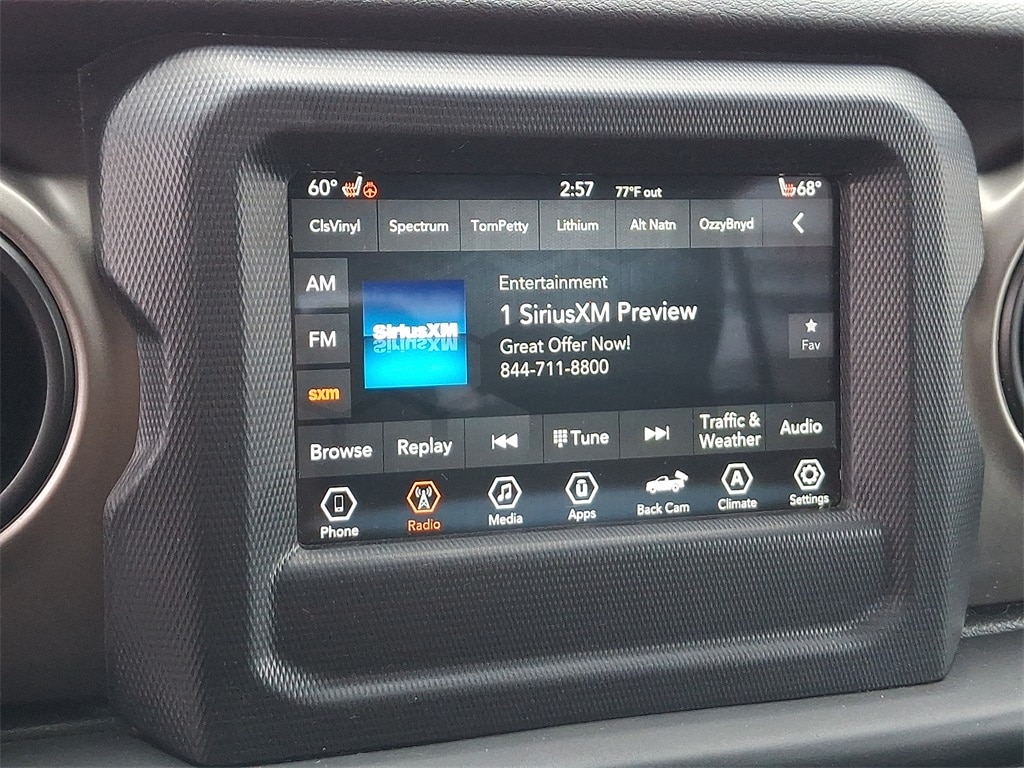 60° 2:57 77°F out 68°
ClsVinyl Spectrum TomPetty Lithium Alt Natn OzzyBnyd
AM
FM
sxm
SiriusXM
Entertainment
1 SiriusXM Preview
Great Offer Now!
844-711-8800
Fav
Browse Replay Tune Traffic & Weather Audio
Phone Radio Media Apps Back Cam A Climate Settings